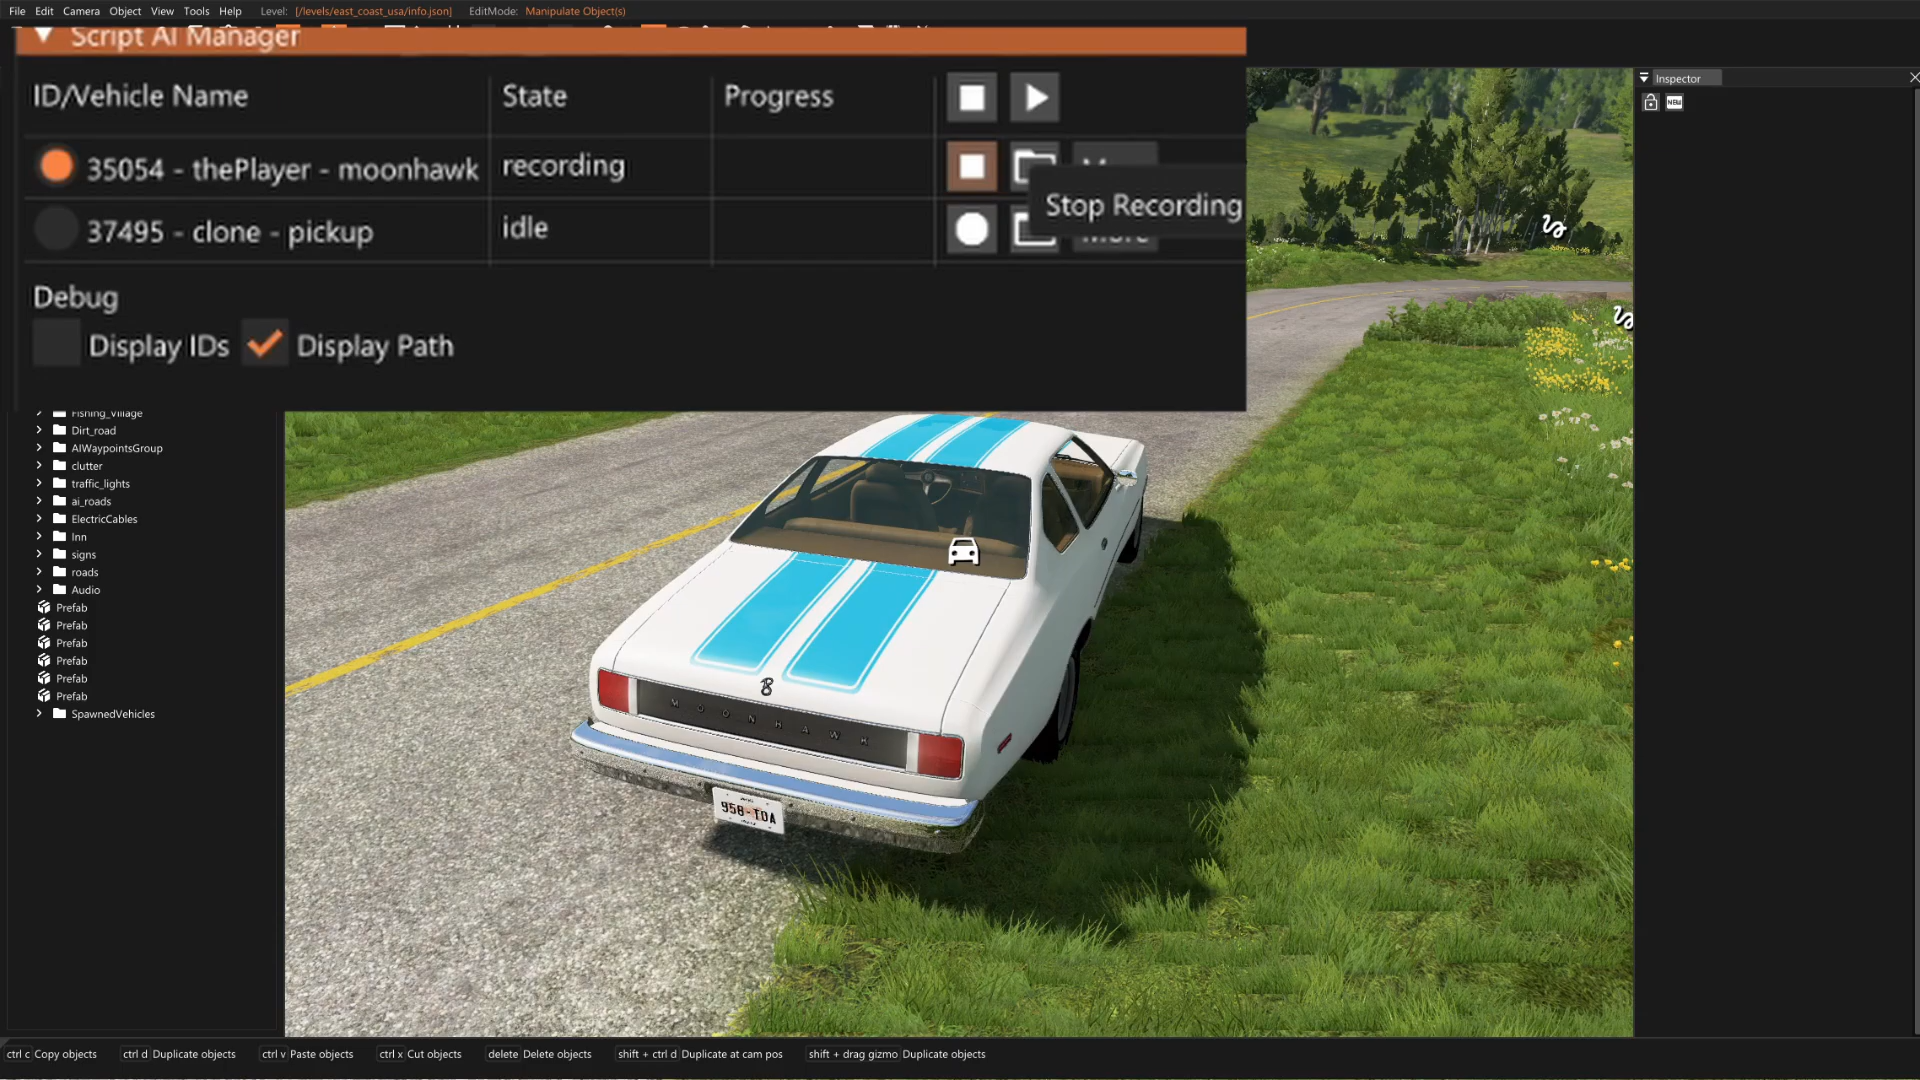 File Edit Camera Object View Tools Help Level: [/levels/east_coast_usa/info.json] EditMode: Manipulate Object(s)
Script AI Manager
ID/Vehicle Name State Progress
35054 - thePlayer - moonhawk recording
Stop Recording
37495 - clone - pickup idle More
Debug
Display IDs Display Path
Inspector
NEW
Fishing_Village
Dirt_road
AIWaypointsGroup
clutter
traffic_lights
ai_roads
ElectricCables
Inn
signs
roads
Audio
Prefab
Prefab
Prefab
Prefab
Prefab
Prefab
SpawnedVehicles
MOONHAWK
958-TDA
ctrl c Copy objects ctrl d Duplicate objects ctrl v Paste objects ctrl x Cut objects delete Delete objects shift + ctrl d Duplicate at cam pos shift + drag gizmo Duplicate objects